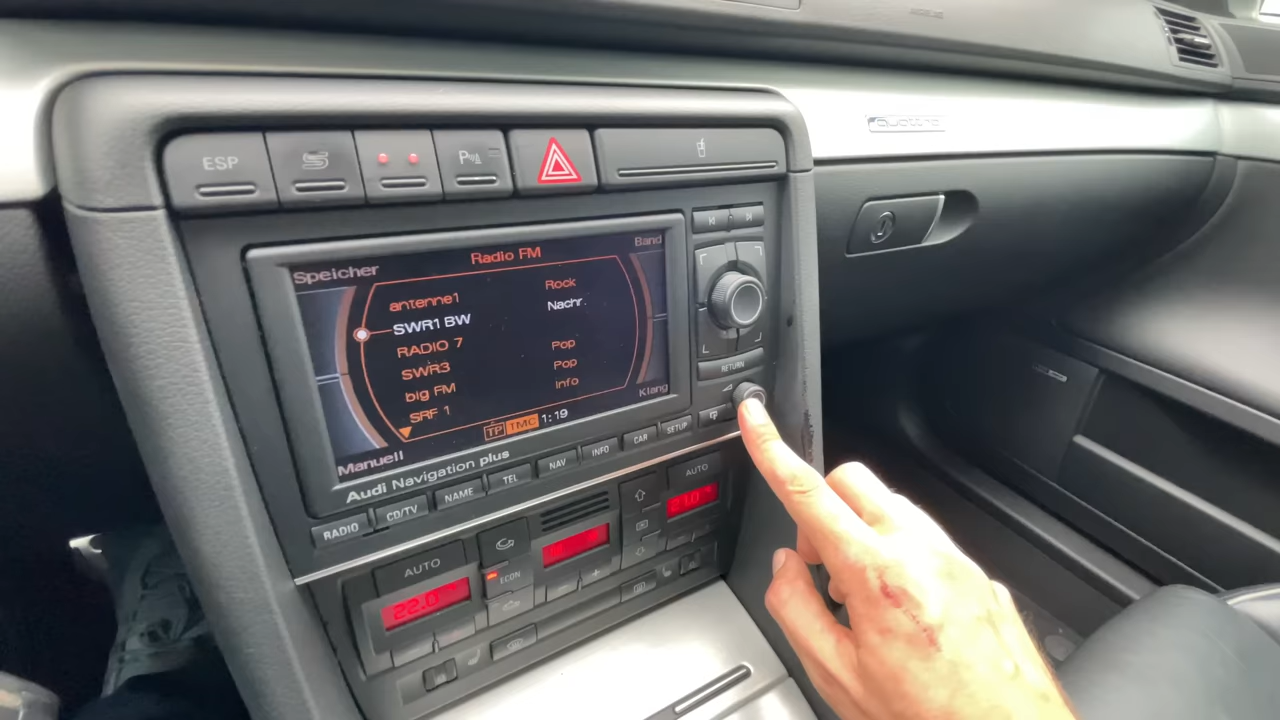 quattro
ESP
P
Radio FM
Band
Speicher
antenne1 Rock
SWR1 BW Nachr.
RADIO 7
SWR3 Pop
big FM Pop
SRF 1 Info
Klang
TP TMC 1:19
Manuell
Audi Navigation plus
RETURN
RADIO CD/TV NAME TEL NAV INFO CAR SETUP
AUTO
AUTO
ECON
22.0
21.0